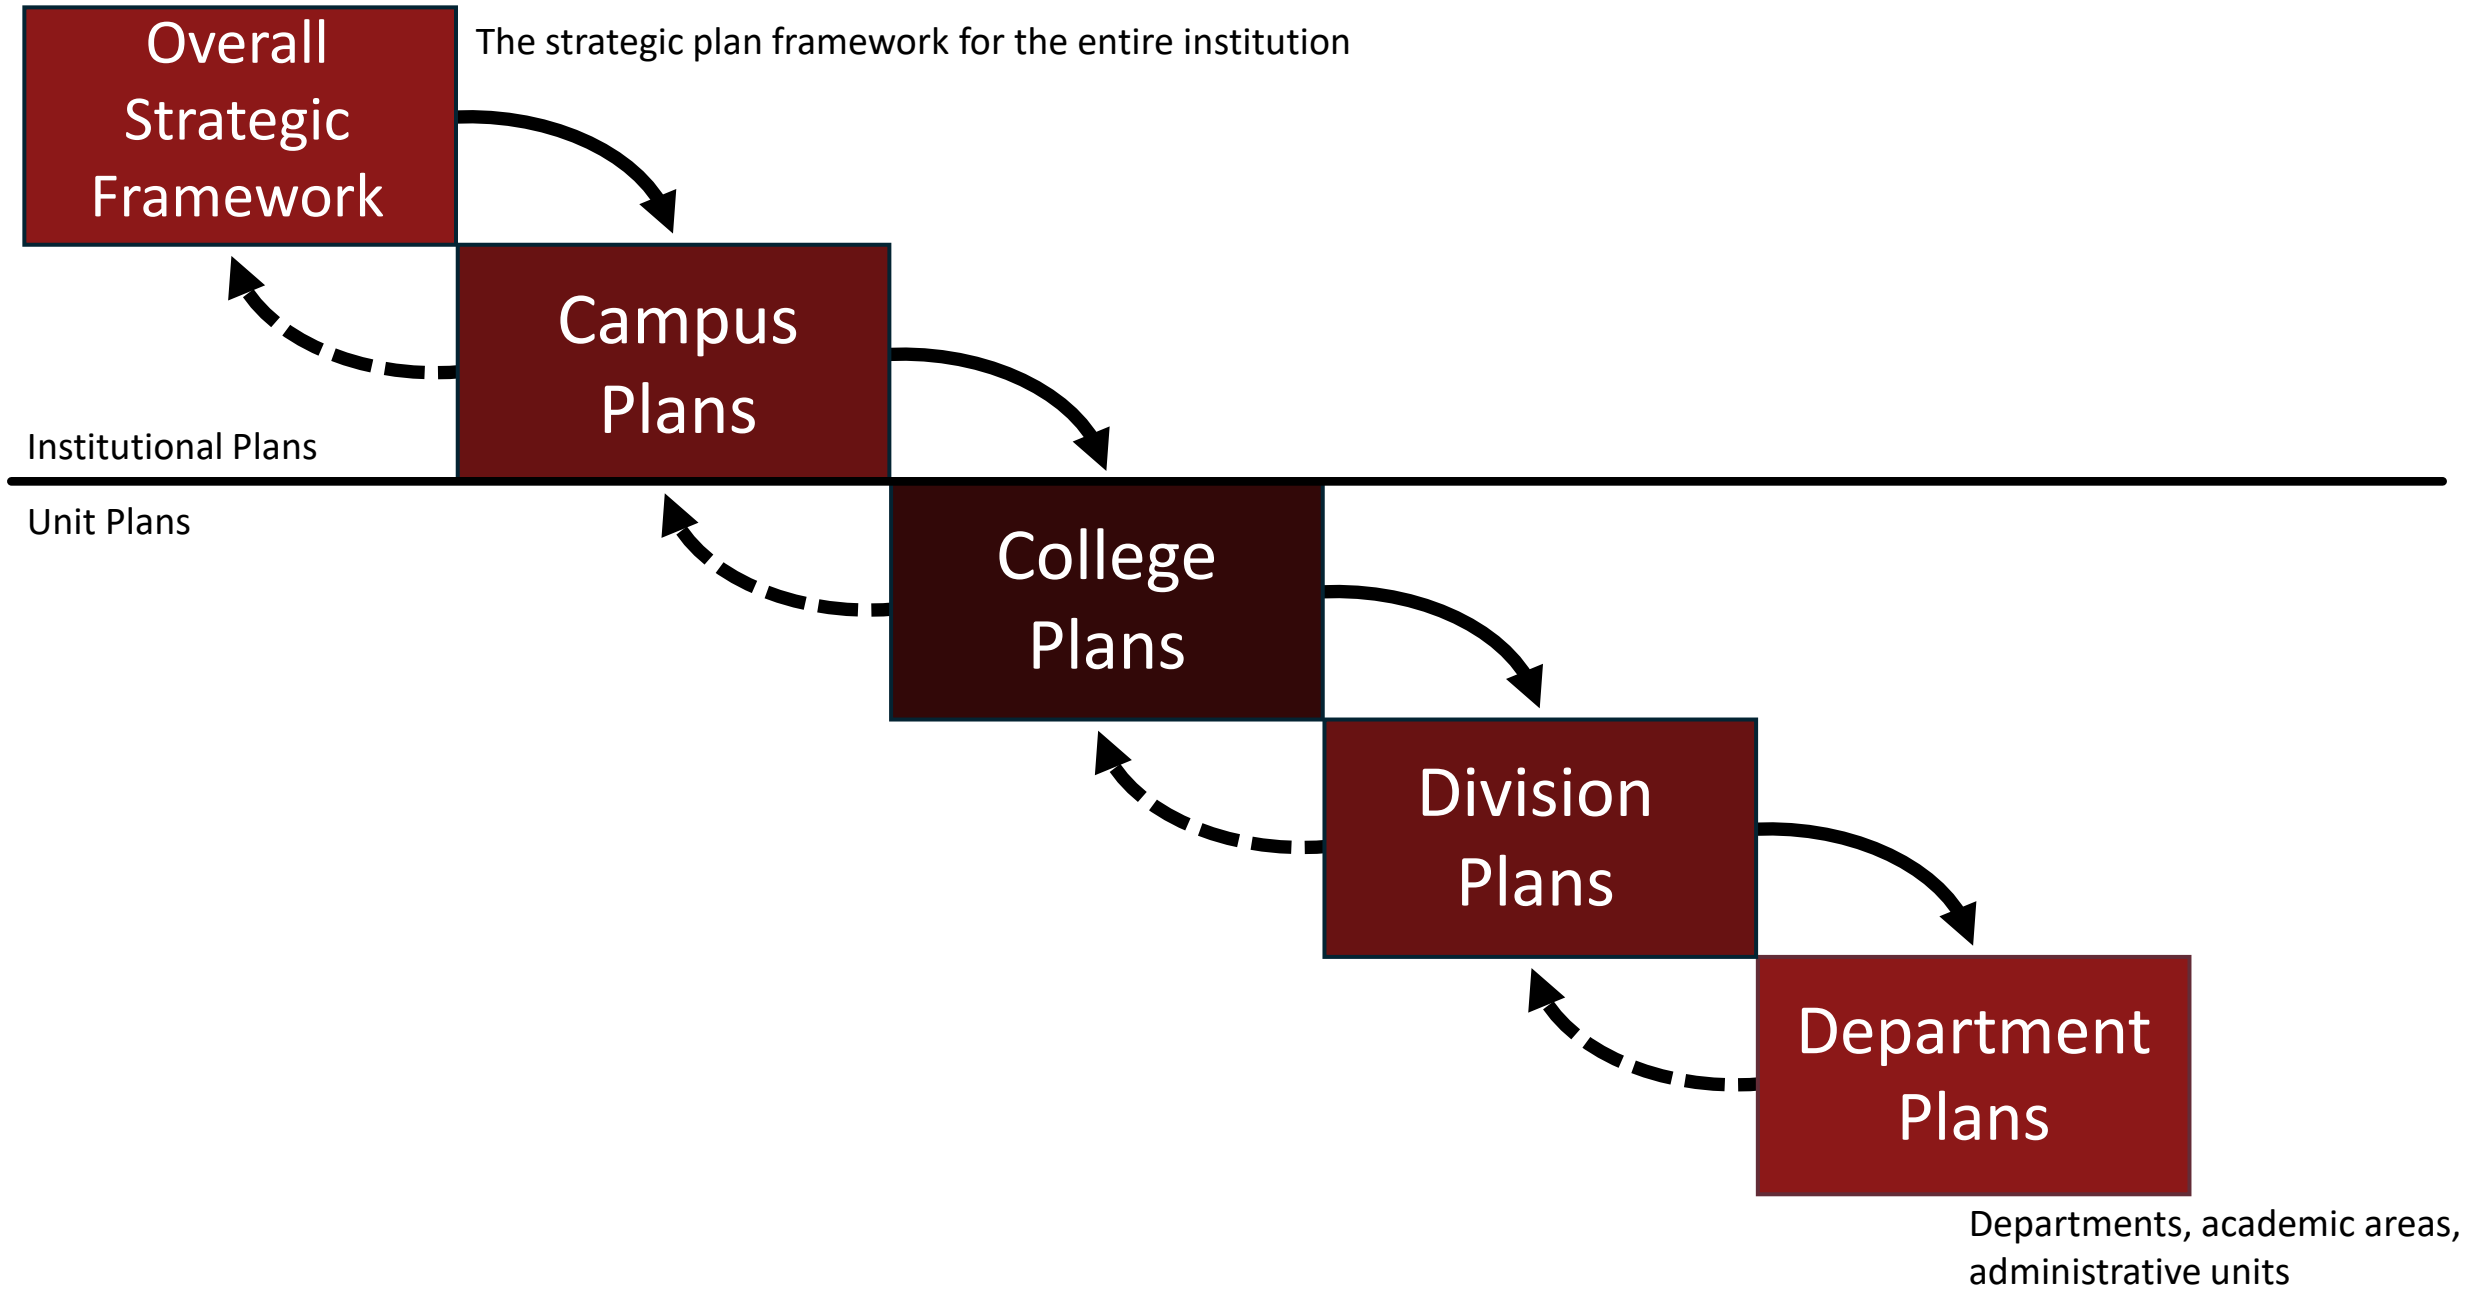 Overall
Strategic
Framework
The strategic plan framework for the entire institution
Campus
Plans
Institutional Plans
Unit Plans
College
Plans
Division
Plans
Department
Plans
Departments, academic areas,
administrative units